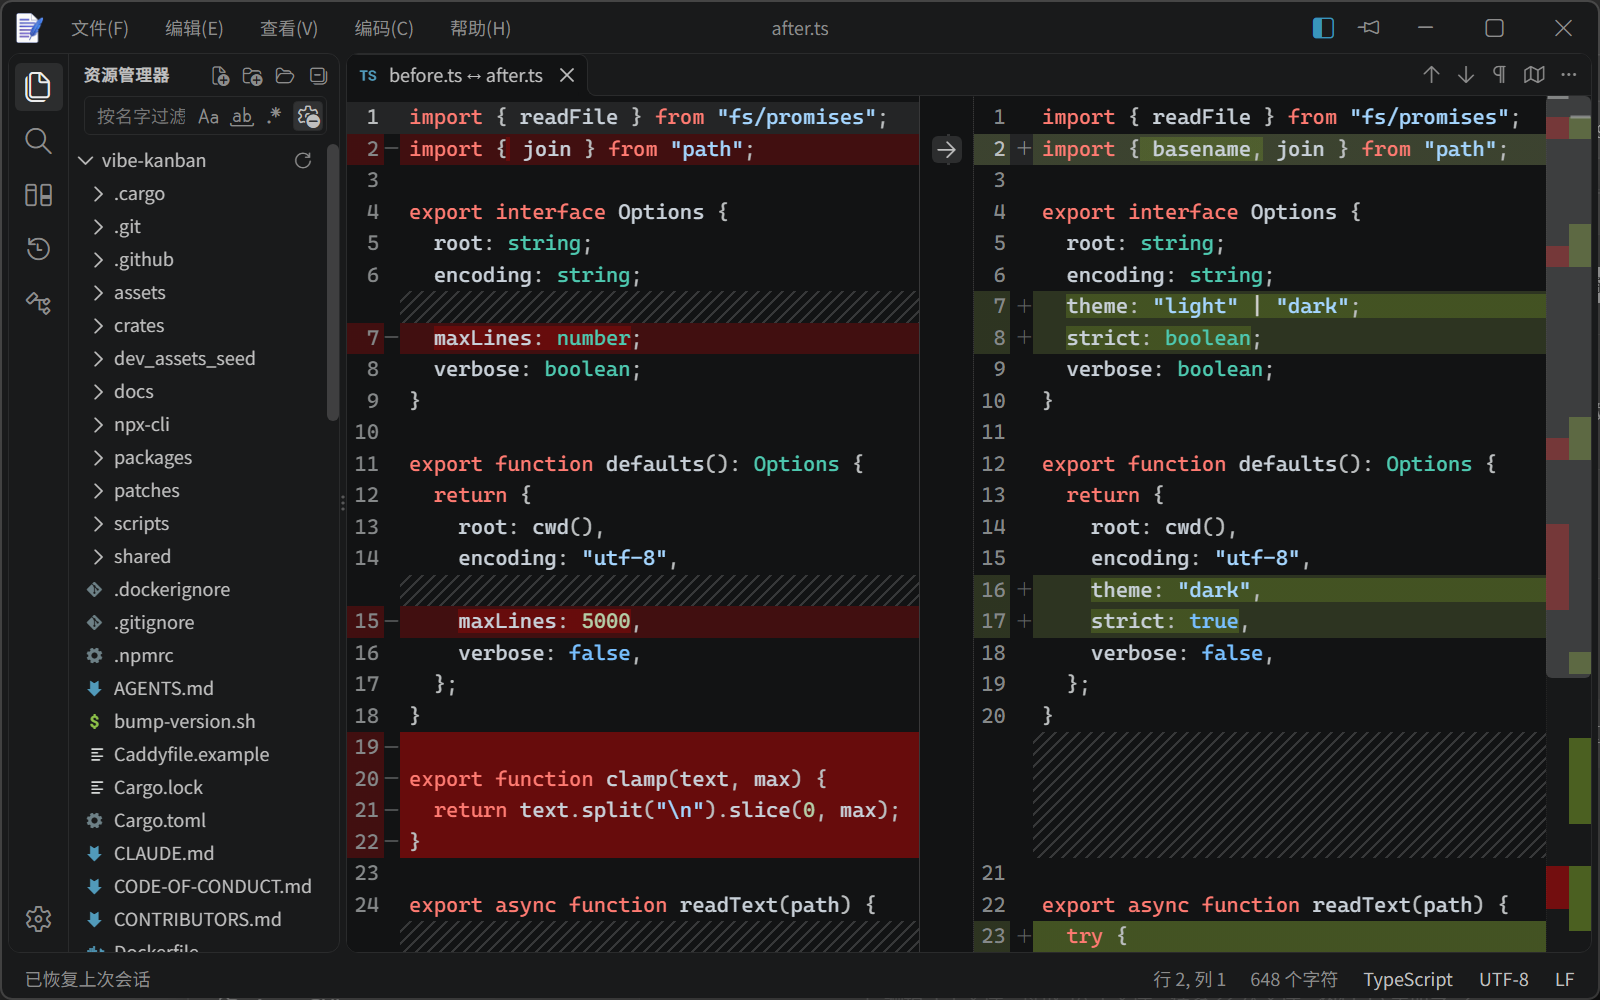 文件(F) 编辑(E) 查看(V) 编码(C) 帮助(H) after.ts
资源管理器
按名字过滤 Aa ab .*
vibe-kanban
.cargo
.git
.github
assets
crates
dev_assets_seed
docs
npx-cli
packages
patches
scripts
shared
.dockerignore
.gitignore
.npmrc
AGENTS.md
bump-version.sh
Caddyfile.example
Cargo.lock
Cargo.toml
CLAUDE.md
CODE-OF-CONDUCT.md
CONTRIBUTORS.md
Dockerfile
TS before.ts↔after.ts
1 import { readFile } from "fs/promises";
2 import { join } from "path";
3
4 export interface Options {
5 root: string;
6 encoding: string;
7 maxLines: number;
8 verbose: boolean;
9 }
10
11 export function defaults(): Options {
12 return {
13 root: cwd(),
14 encoding: "utf-8",
15 maxLines: 5000,
16 verbose: false,
17 };
18 }
19
20 export function clamp(text, max) {
21 return text.split("\n").slice(0, max);
22 }
23
24 export async function readText(path) {
1 import { readFile } from "fs/promises";
2 + import { basename, join } from "path";
3
4 export interface Options {
5 root: string;
6 encoding: string;
7 + theme: "light" | "dark";
8 + strict: boolean;
9 verbose: boolean;
10 }
11
12 export function defaults(): Options {
13 return {
14 root: cwd(),
15 encoding: "utf-8",
16 + theme: "dark",
17 + strict: true,
18 verbose: false,
19 };
20 }
21
22 export async function readText(path) {
23 + try {
已恢复上次会话
行 2, 列 1 648 个字符 TypeScript UTF-8 LF